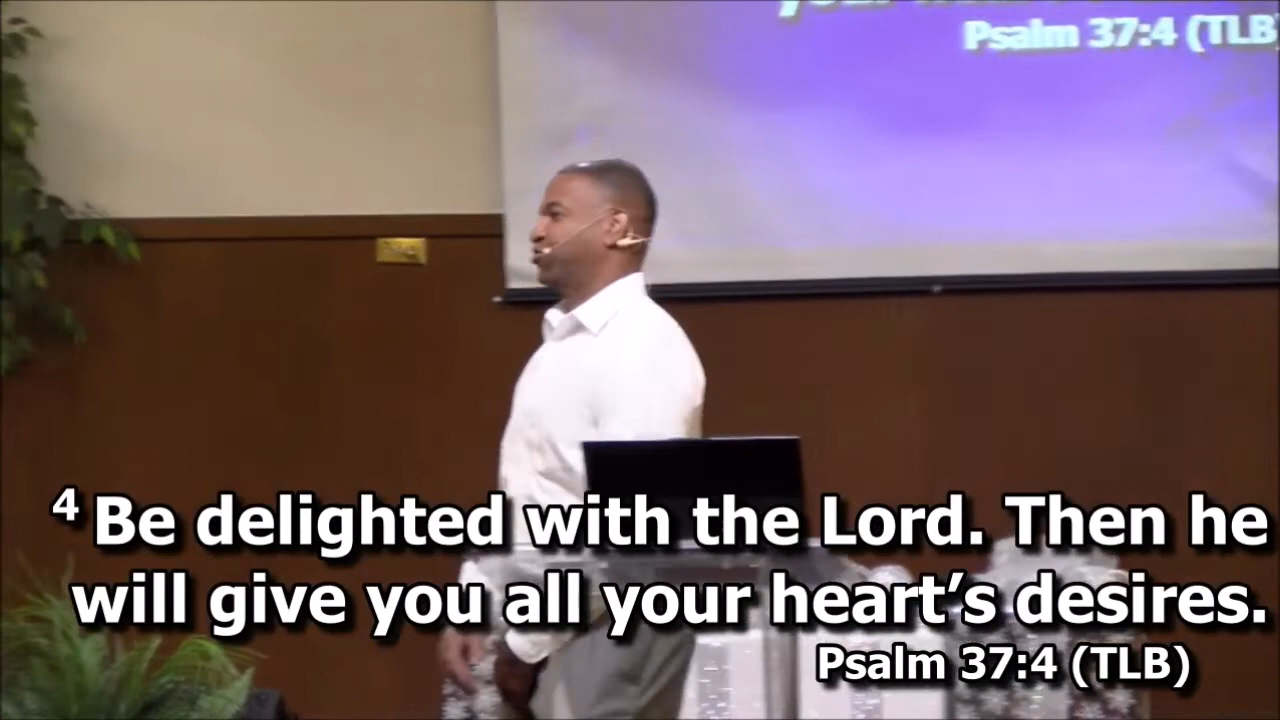 Psalm 37:4 (TLB)
4 Be delighted with the Lord. Then he
will give you all your heart’s desires.
Psalm 37:4 (TLB)